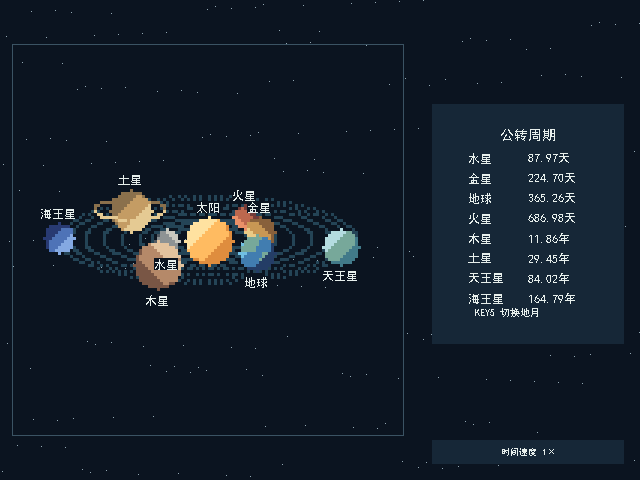 土星
火星
海王星
太阳
金星
水星
地球
天王星
木星
公转周期
水星 87.97天
金星 224.70天
地球 365.26天
火星 686.98天
木星 11.86年
土星 29.45年
天王星 84.02年
海王星 164.79年
KEY5 切换地月
时间速度 1×